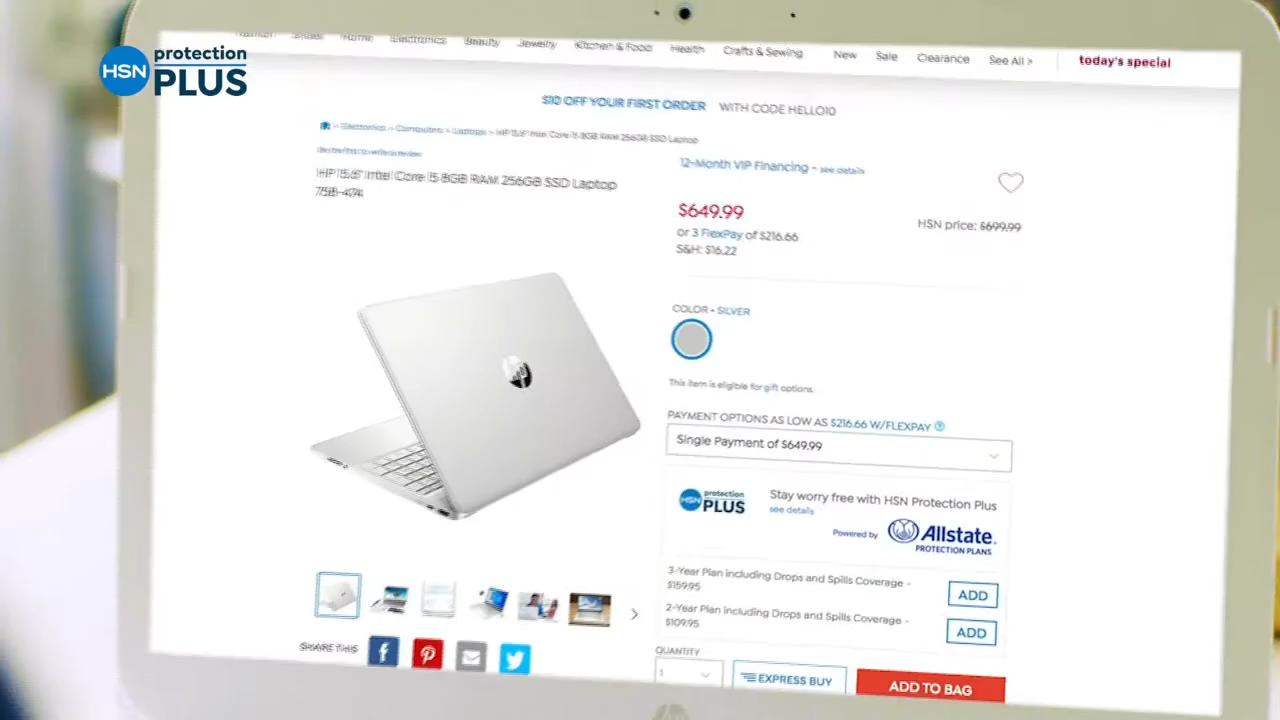 HSN protection
PLUS
Fashion Shoes Home Electronics Beauty Jewelry Kitchen & Food Health Crafts & Sewing New Sale Clearance See All > today's special
$10 OFF YOUR FIRST ORDER WITH CODE HELLO10
> Electronics > Computers > Laptops > HP 15.6" Intel Core i5 8GB RAM 256GB SSD Laptop
Be the first to write a review
HP 15.6" Intel Core i5 8GB RAM 256GB SSD Laptop
12-Month VIP Financing - see details
$649.99
HSN price: $699.99
or 3 FlexPay of $216.66
S&H: $16.22
COLOR - SILVER
This item is eligible for gift options.
PAYMENT OPTIONS AS LOW AS $216.66 W/FLEXPAY ?
Single Payment of $649.99
HSN protection
PLUS
Stay worry free with HSN Protection Plus
see details
Powered by Allstate.
PROTECTION PLANS
3-Year Plan including Drops and Spills Coverage -
$159.95
ADD
2-Year Plan including Drops and Spills Coverage -
$109.95
ADD
SHARE THIS
QUANTITY
1
EXPRESS BUY
ADD TO BAG